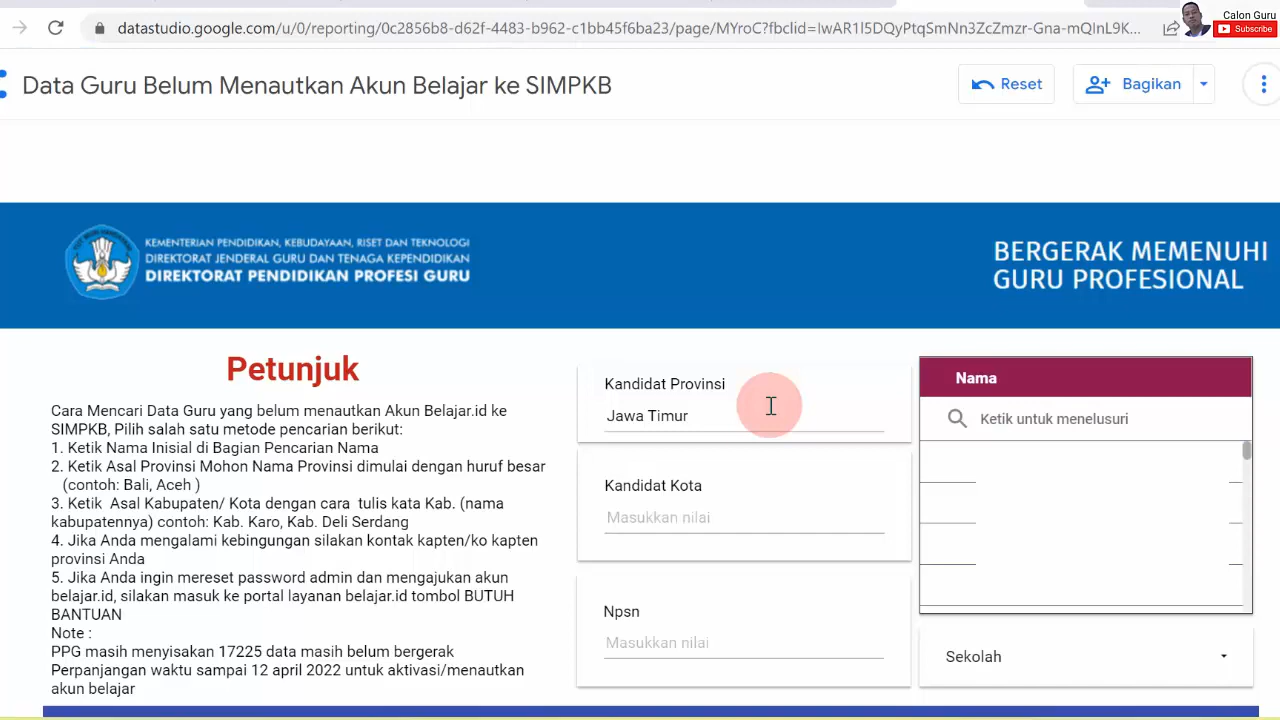 Calon Guru
Subscribe
datastudio.google.com/u/0/reporting/0c2856b8-d62f-4483-b962-c1bb45f6ba23/page/MYroC?fbclid=IwAR1l5DQyPtqSmNn3ZcZmzr-Gna-mQInL9K...
Data Guru Belum Menautkan Akun Belajar ke SIMPKB
Reset
Bagikan
KEMENTERIAN PENDIDIKAN, KEBUDAYAAN, RISET DAN TEKNOLOGI
DIREKTORAT JENDERAL GURU DAN TENAGA KEPENDIDIKAN
DIREKTORAT PENDIDIKAN PROFESI GURU
BERGERAK MEMENUHI
GURU PROFESIONAL
Petunjuk
Cara Mencari Data Guru yang belum menautkan Akun Belajar.id ke
SIMPKB, Pilih salah satu metode pencarian berikut:
1. Ketik Nama Inisial di Bagian Pencarian Nama
2. Ketik Asal Provinsi Mohon Nama Provinsi dimulai dengan huruf besar
(contoh: Bali, Aceh )
3. Ketik Asal Kabupaten/ Kota dengan cara tulis kata Kab. (nama
kabupatennya) contoh: Kab. Karo, Kab. Deli Serdang
4. Jika Anda mengalami kebingungan silakan kontak kapten/ko kapten
provinsi Anda
5. Jika Anda ingin mereset password admin dan mengajukan akun
belajar.id, silakan masuk ke portal layanan belajar.id tombol BUTUH
BANTUAN
Note :
PPG masih menyisakan 17225 data masih belum bergerak
Perpanjangan waktu sampai 12 april 2022 untuk aktivasi/menautkan
akun belajar
Kandidat Provinsi
Jawa Timur
Kandidat Kota
Masukkan nilai
Npsn
Masukkan nilai
Nama
Ketik untuk menelusuri
Sekolah